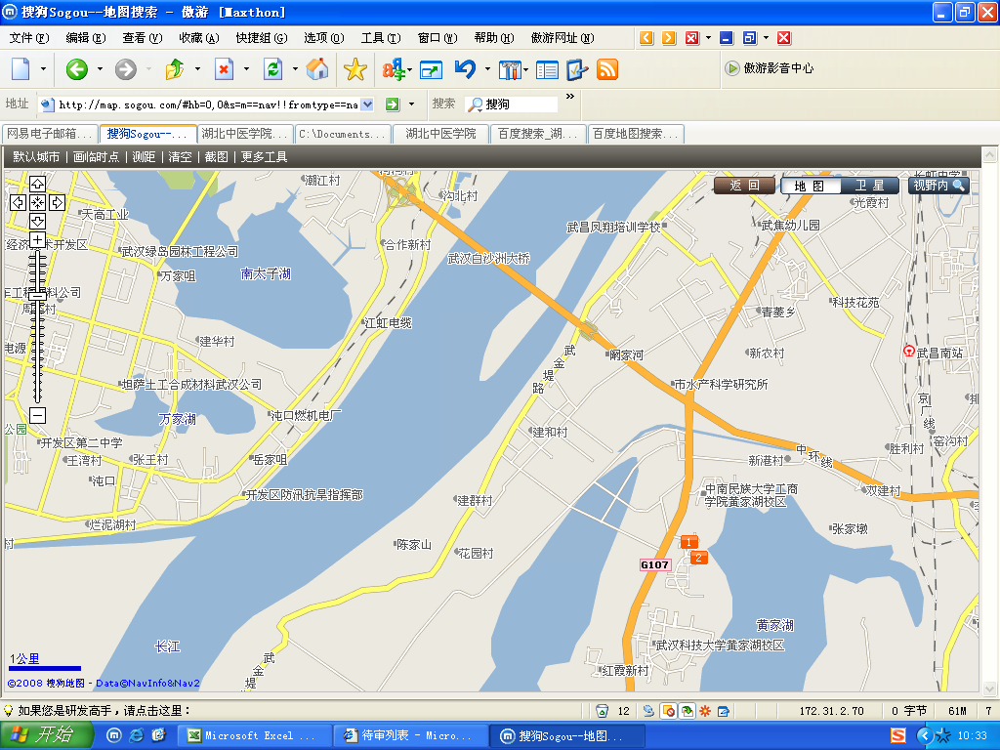 搜狗Sogou--地图搜索 - 傲游 [Maxthon]
文件(F) 编辑(E) 查看(V) 收藏(A) 快捷组(G) 选项(O) 工具(T) 窗口(W) 帮助(H) 傲游网址(N)
傲游影音中心
地址 http://map.sogou.com/#hb=0,0&s=m==nav!!fromtype==na 搜索 搜狗 »
网易电子邮箱... 搜狗Sogou--... 湖北中医学院... C:\Documents... 湖北中医学院 百度搜索_湖... 百度地图搜索...
默认城市 | 画临时点 | 测距 | 清空 | 截图 | 更多工具
返回 地图 卫星 视野内
潮江村
沟北村
光霞村
天高工业
武昌凤翔培训学校
武焦幼儿园
术开发区
合作新村
武汉绿岛园林工程公司
武汉白沙洲大桥
万家咀
南太子湖
科技花苑
青菱乡
江虹电缆
建华村
武
金
堤
路
阚家河
新农村
武昌南站
电源
坦萨土工合成材料武汉公司
市水产科学研究所
京
广
线
万家湖
沌口燃机电厂
公园
开发区第二中学
建和村
窑沟村
胜利村
王湾村
张王村
岳家咀
新港村
中
环
线
沌口
开发区防汛抗旱指挥部
中南民族大学工商
学院黄家湖校区
双建村
建群村
烂泥湖村
张家墩
村
陈家山
花园村
1
2
G107
黄家湖
长江
武汉科技大学黄家湖校区
武
金
堤
红霞新村
1公里
©2008 搜狗地图 - Data©NavInfo&Nav2
如果您是研发高手，请点击这里：
12 172.31.2.70 0 字节 61M 7
开始 Microsoft Excel ... 待审列表 - Micro... 搜狗Sogou--地图... 10:33